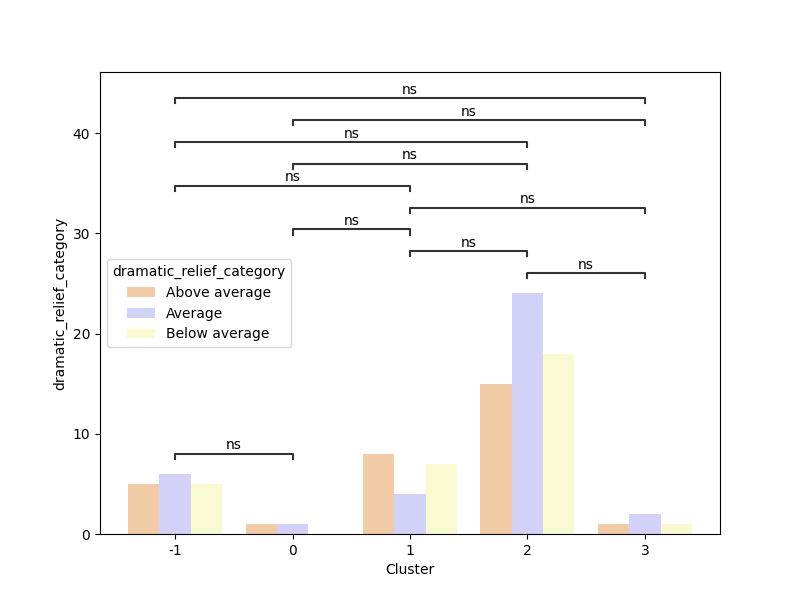 ns
ns
ns
ns
ns
ns
ns
ns
ns
ns
dramatic_relief_category
Above average
Average
Below average
40
30
20
10
0
dramatic_relief_category
-1
0
1
2
3
Cluster